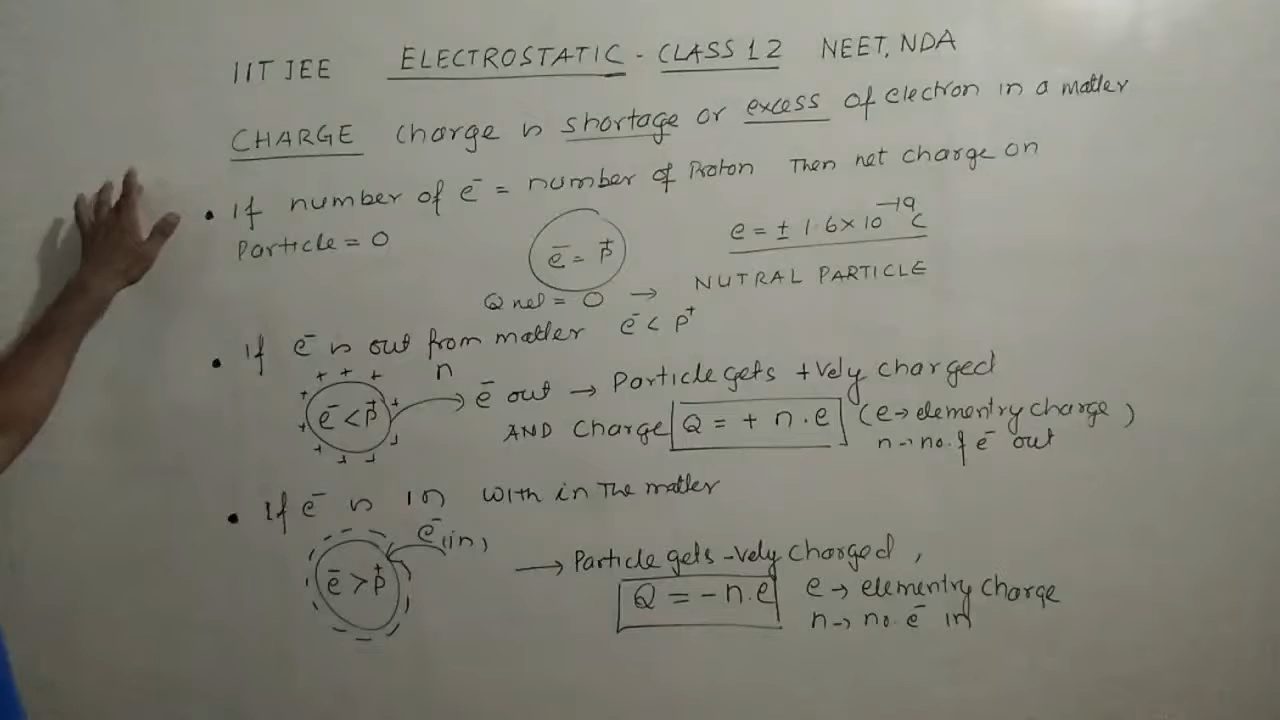 IIT JEE ELECTROSTATIC - CLASS 12 NEET, NDA
CHARGE Charge is shortage or excess of electron in a matter
• If number of e⁻ = number of Proton Then net charge on
Particle = 0
e⁻ = p⁺
e = ± 1.6×10⁻¹⁹ C
Q net = 0 → NUTRAL PARTICLE
• If e⁻ is out from matter e⁻ < p⁺
+ + + + + + + + + +
e⁻ < p⁺
n e⁻ out → Particle gets +vely charged
AND Charge Q = + n.e (e → elementry charge)
n → no. of e⁻ out
• If e⁻ is in with in The matter
e⁻ (in)
e⁻ > p⁺
→ Particle gets -vely charged,
Q = - n.e e → elementry charge
n → no. e⁻ in